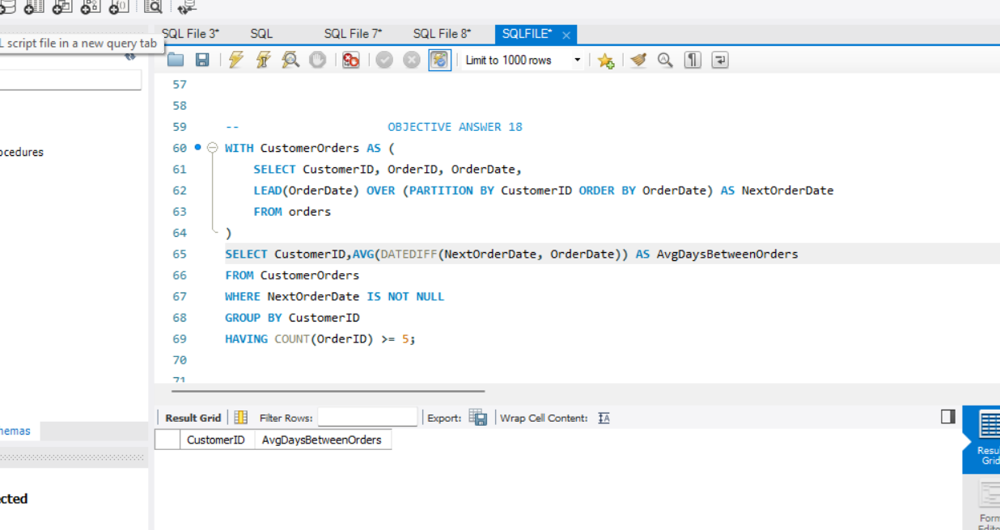 SQL File 3* SQL SQL File 7* SQL File 8* SQLFILE*
L script file in a new query tab
Limit to 1000 rows
57
58
59 -- OBJECTIVE ANSWER 18
60 WITH CustomerOrders AS (
61 SELECT CustomerID, OrderID, OrderDate,
62 LEAD(OrderDate) OVER (PARTITION BY CustomerID ORDER BY OrderDate) AS NextOrderDate
63 FROM orders
64 )
65 SELECT CustomerID,AVG(DATEDIFF(NextOrderDate, OrderDate)) AS AvgDaysBetweenOrders
66 FROM CustomerOrders
67 WHERE NextOrderDate IS NOT NULL
68 GROUP BY CustomerID
69 HAVING COUNT(OrderID) >= 5;
70
71
ocedures
hemas
ected
Result Grid Filter Rows: Export: Wrap Cell Content:
CustomerID AvgDaysBetweenOrders
Resu
Grid
Form